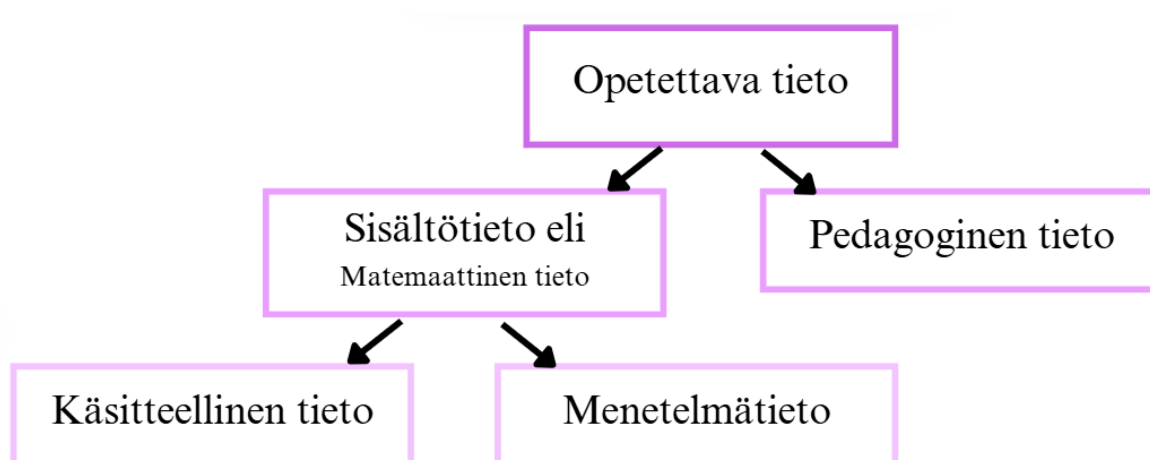 Opetettava tieto
Sisältötieto eli
Matemaattinen tieto
Pedagoginen tieto
Käsitteellinen tieto
Menetelmätieto